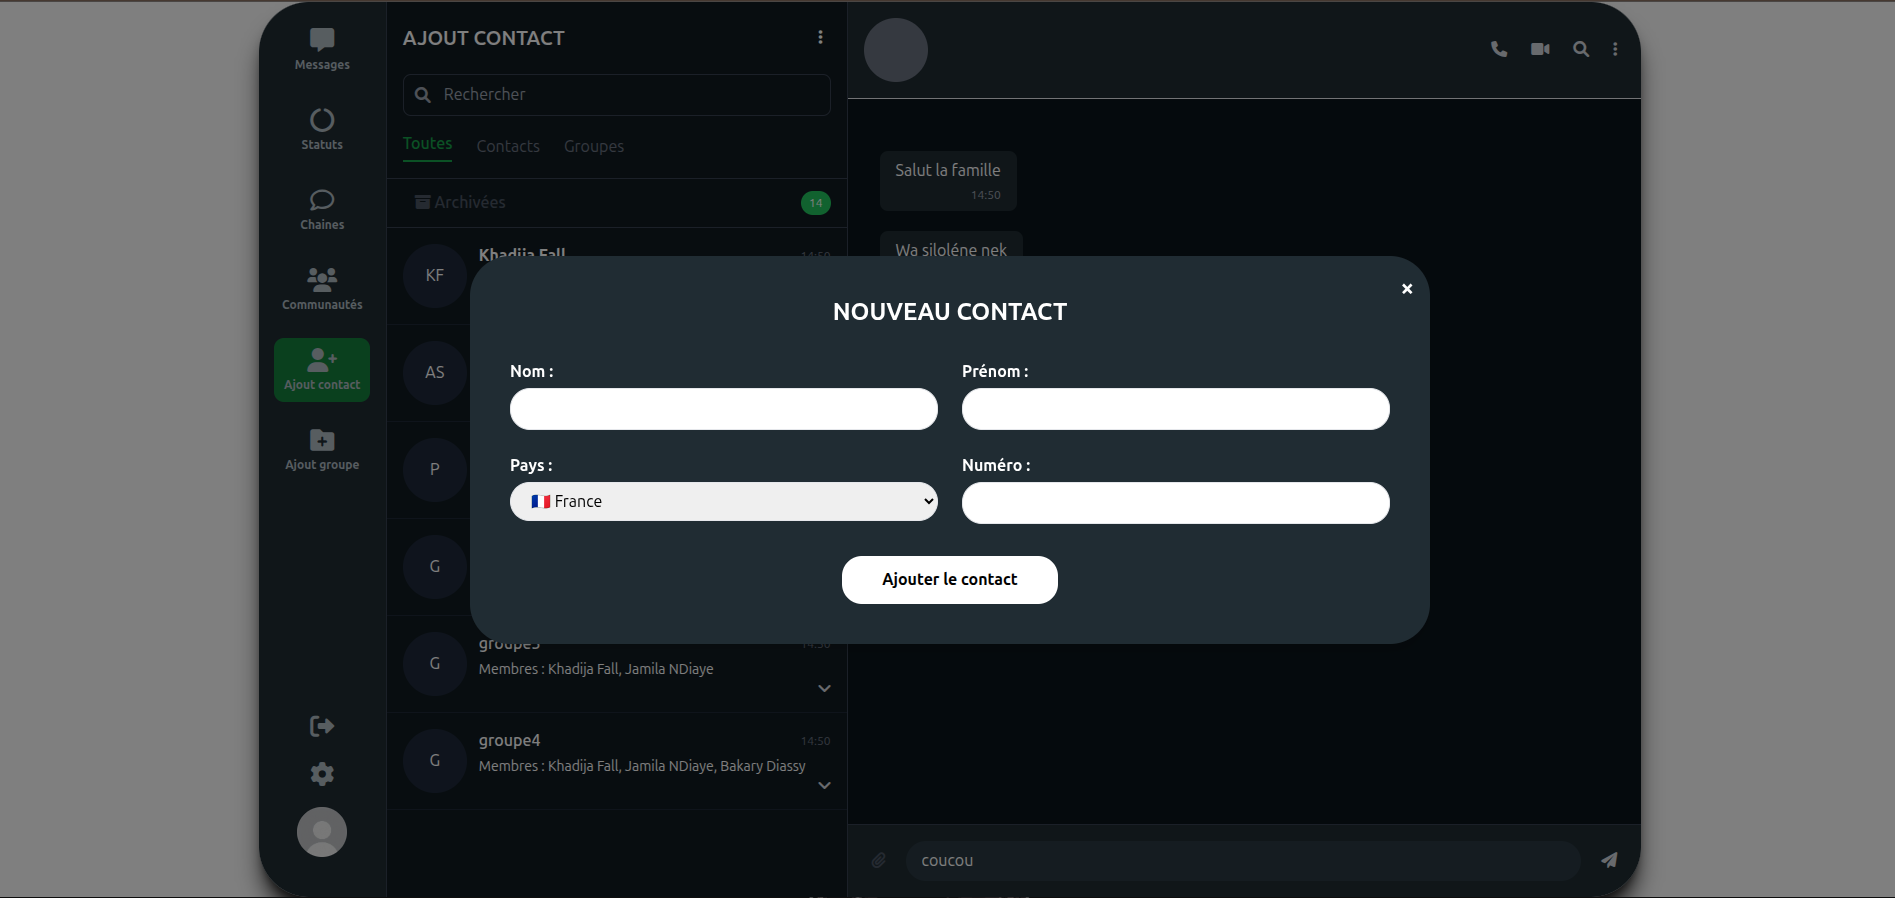 Messages
Statuts
Chaines
Communautés
Ajout contact
Ajout groupe
AJOUT CONTACT
Rechercher
Toutes
Contacts
Groupes
Archivées
14
KF
Khadija Fall
14:50
AS
P
G
G
groupe3
14:50
Membres : Khadija Fall, Jamila NDiaye
G
groupe4
14:50
Membres : Khadija Fall, Jamila NDiaye, Bakary Diassy
Salut la famille
14:50
Wa siloléne nek
NOUVEAU CONTACT
Nom :
Prénom :
Pays :
France
Numéro :
Ajouter le contact
coucou